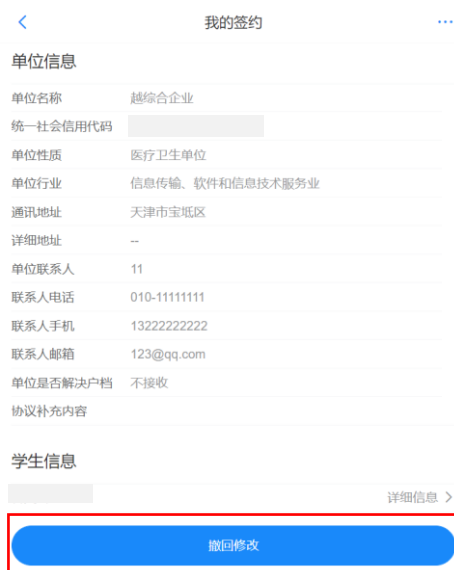 我的签约
单位信息
单位名称 越综合企业
统一社会信用代码
单位性质 医疗卫生单位
单位行业 信息传输、软件和信息技术服务业
通讯地址 天津市宝坻区
详细地址 --
单位联系人 11
联系人电话 010-11111111
联系人手机 13222222222
联系人邮箱 123@qq.com
单位是否解决户档 不接收
协议补充内容
学生信息
详细信息
撤回修改